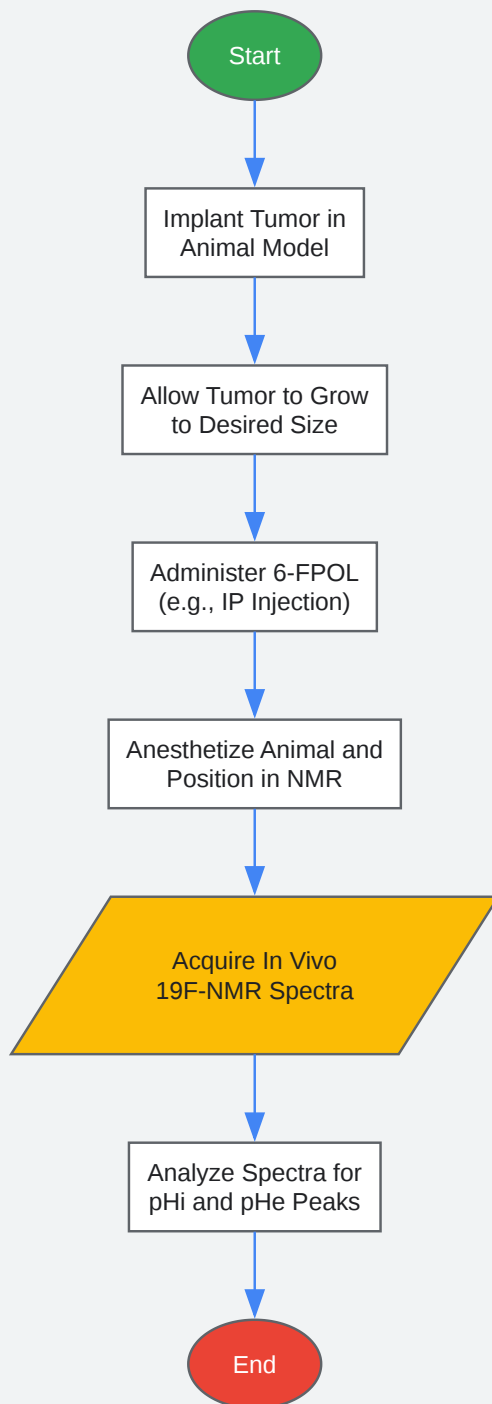 Start
Implant Tumor in
Animal Model
Allow Tumor to Grow
to Desired Size
Administer 6-FPOL
(e.g., IP Injection)
Anesthetize Animal and
Position in NMR
Acquire In Vivo
19F-NMR Spectra
Analyze Spectra for
pHi and pHe Peaks
End